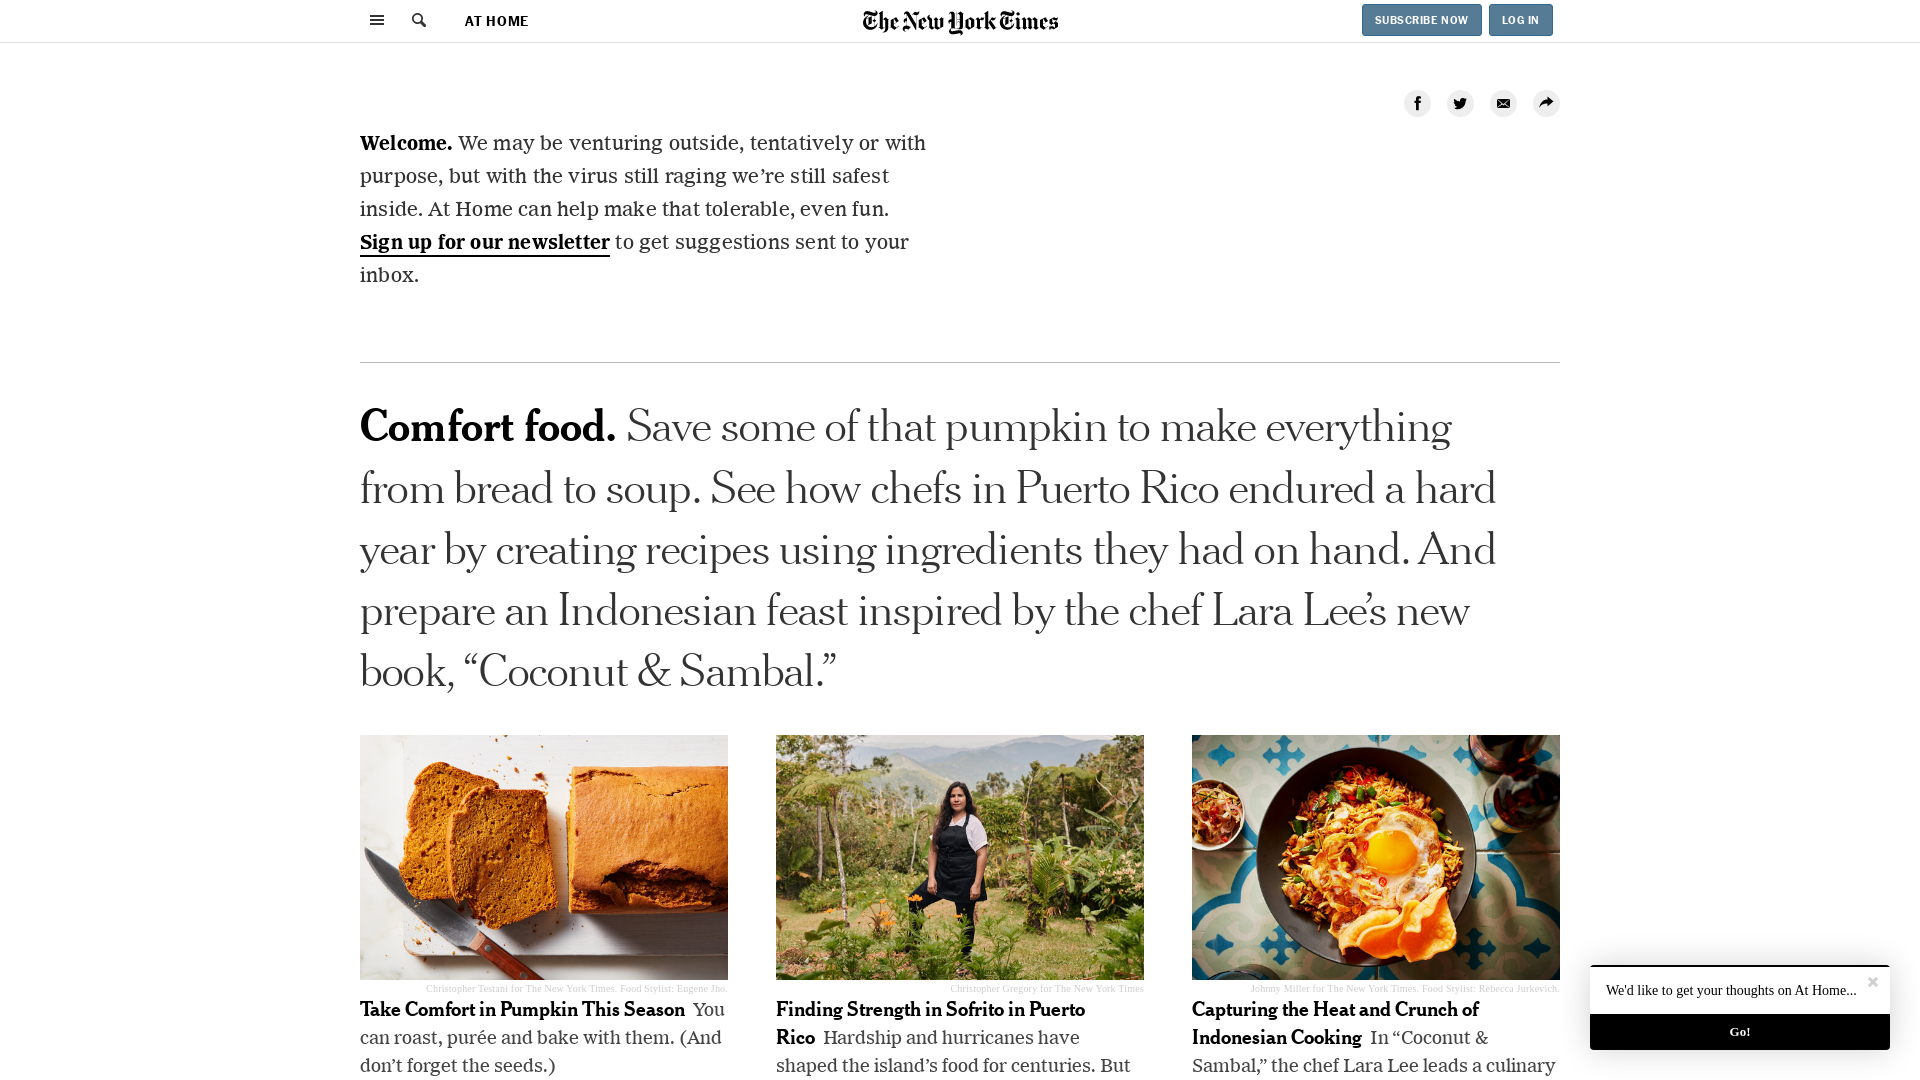 AT HOME
The New York Times
SUBSCRIBE NOW
LOG IN
Welcome. We may be venturing outside, tentatively or with
purpose, but with the virus still raging we’re still safest
inside. At Home can help make that tolerable, even fun.
Sign up for our newsletter to get suggestions sent to your
inbox.
Comfort food. Save some of that pumpkin to make everything
from bread to soup. See how chefs in Puerto Rico endured a hard
year by creating recipes using ingredients they had on hand. And
prepare an Indonesian feast inspired by the chef Lara Lee’s new
book, “Coconut & Sambal.”
Christopher Testani for The New York Times. Food Stylist: Eugene Jho.
Take Comfort in Pumpkin This Season You
can roast, purée and bake with them. (And
don’t forget the seeds.)
Christopher Gregory for The New York Times
Finding Strength in Sofrito in Puerto
Rico Hardship and hurricanes have
shaped the island’s food for centuries. But
Johnny Miller for The New York Times. Food Stylist: Rebecca Jurkevich.
Capturing the Heat and Crunch of
Indonesian Cooking In “Coconut &
Sambal,” the chef Lara Lee leads a culinary
We'd like to get your thoughts on At Home...
Go!